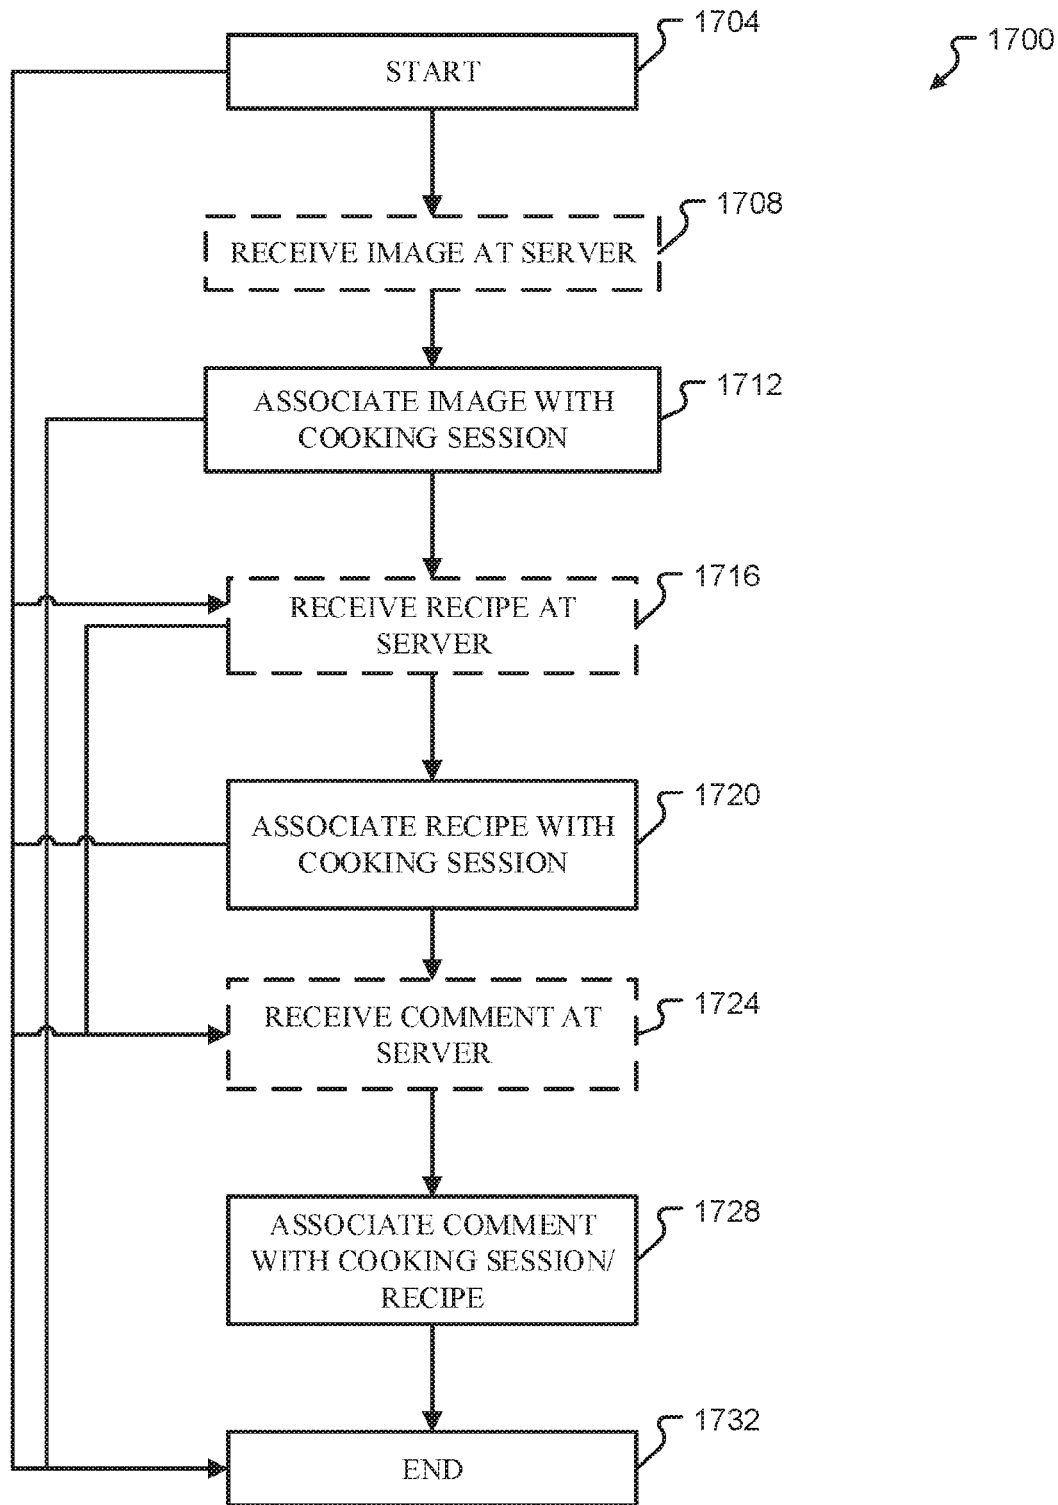 1704
START
1700
1708
RECEIVE IMAGE AT SERVER
1712
ASSOCIATE IMAGE WITH
COOKING SESSION
1716
RECEIVE RECIPE AT
SERVER
1720
ASSOCIATE RECIPE WITH
COOKING SESSION
1724
RECEIVE COMMENT AT
SERVER
1728
ASSOCIATE COMMENT
WITH COOKING SESSION/
RECIPE
1732
END